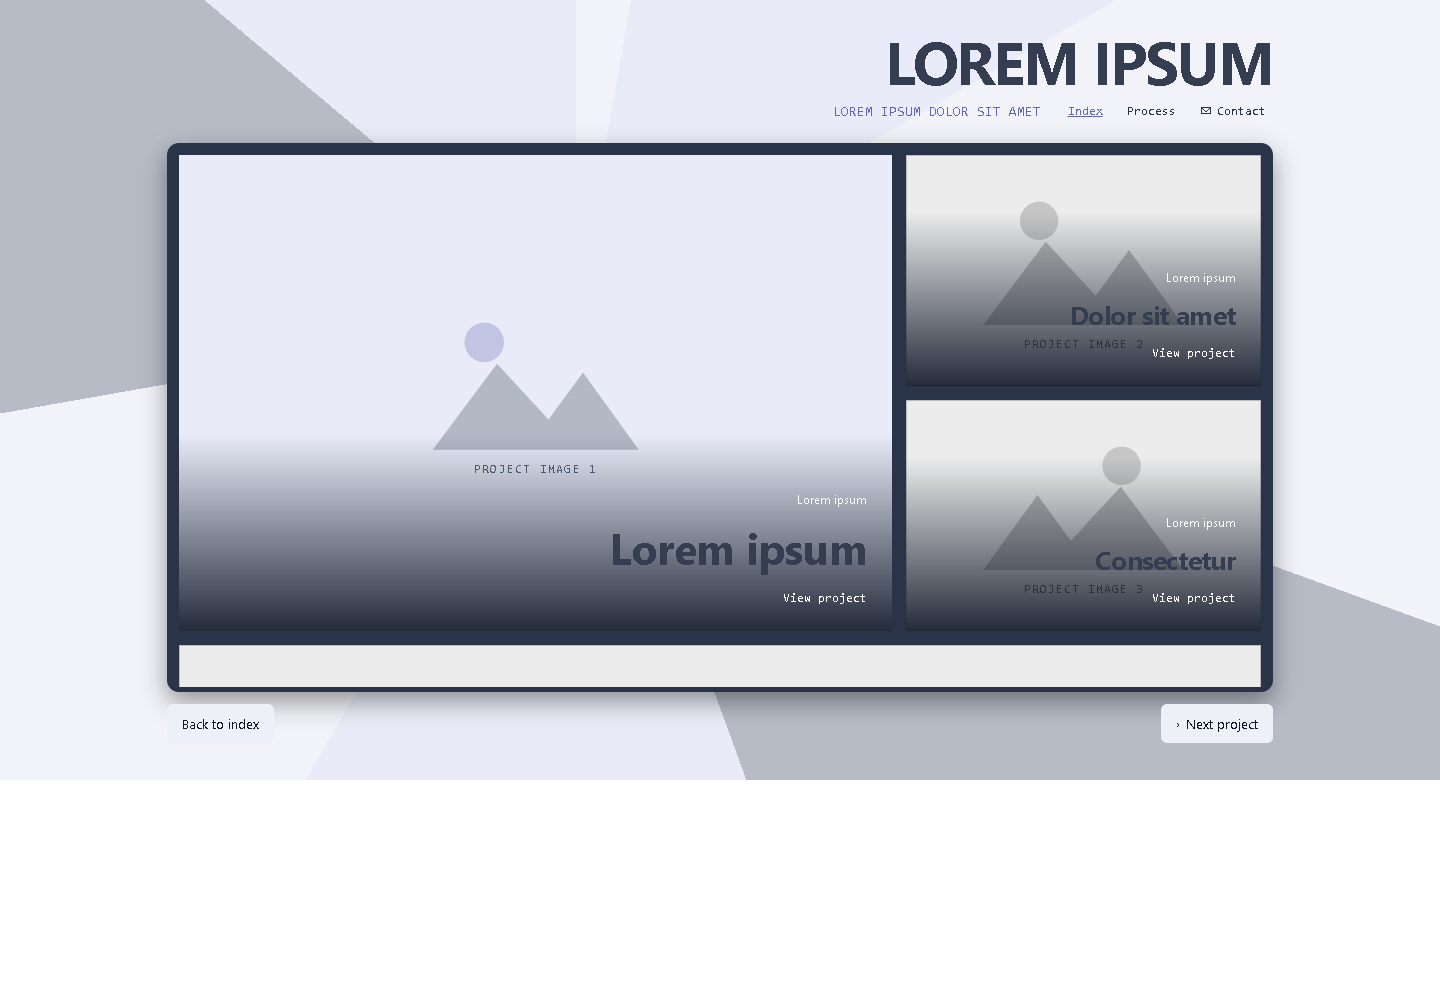 LOREM IPSUM
LOREM IPSUM DOLOR SIT AMET Index Process Contact
PROJECT IMAGE 1
Lorem ipsum
Lorem ipsum
View project
Lorem ipsum
Dolor sit amet
PROJECT IMAGE 2
View project
Lorem ipsum
Consectetur
PROJECT IMAGE 3
View project
Back to index
› Next project